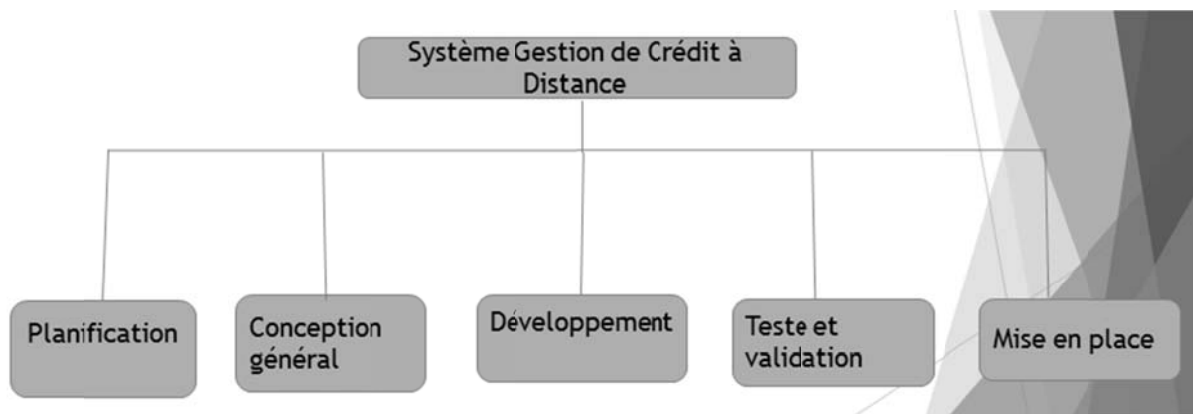 Système Gestion de Crédit à
Distance
Planification
Conception
général
Développement
Teste et
validation
Mise en place